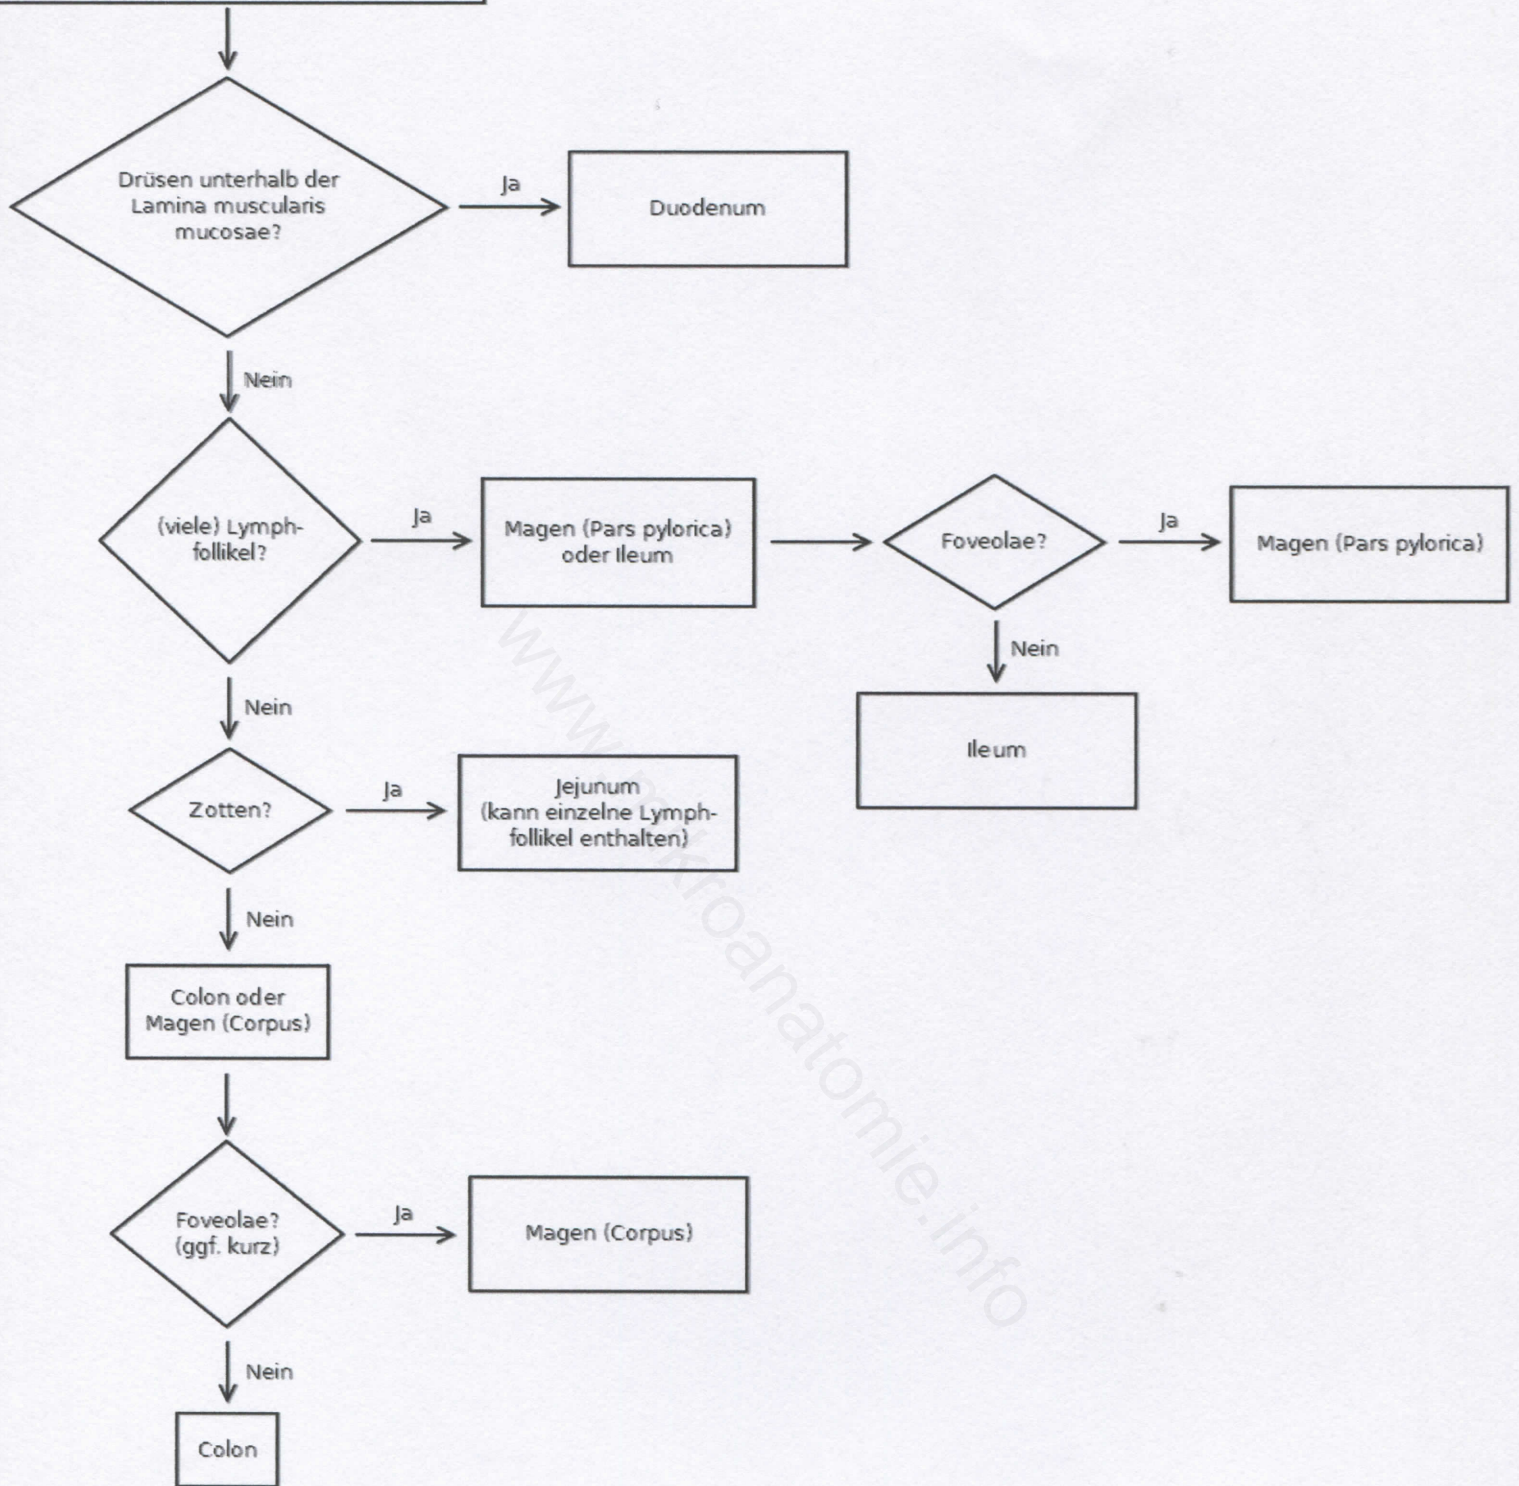 Drüsen unterhalb der
Lamina muscularis
mucosae?
Ja
Duodenum
Nein
(viele) Lymph-
follikel?
Ja
Magen (Pars pylorica)
oder Ileum
Foveolae?
Ja
Magen (Pars pylorica)
Nein
Ileum
Nein
Zotten?
Ja
Jejunum
(kann einzelne Lymph-
follikel enthalten)
Nein
Colon oder
Magen (Corpus)
Foveolae?
(ggf. kurz)
Ja
Magen (Corpus)
Nein
Colon
www.mikroanatomie.info